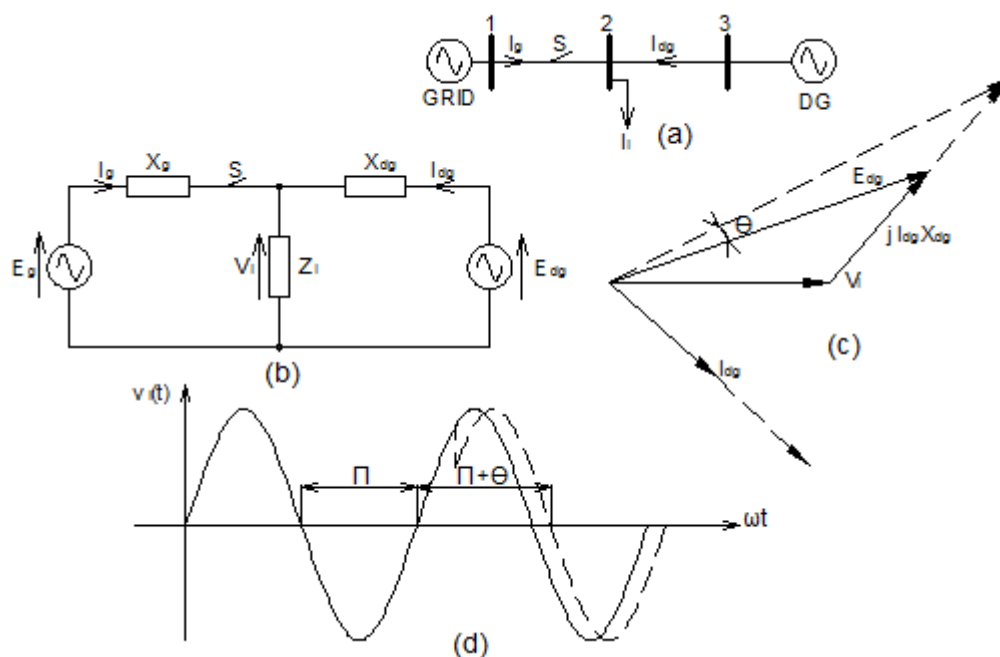 1 2 3
Ig S Idg
GRID DG
Il
(a)
Xg Xdg
Ig S Idg
Eg Vl Zl Edg
(b)
Edg
Θ
j Idg Xdg
Vl
Idg
(c)
v l(t)
Π Π+Θ
ωt
(d)